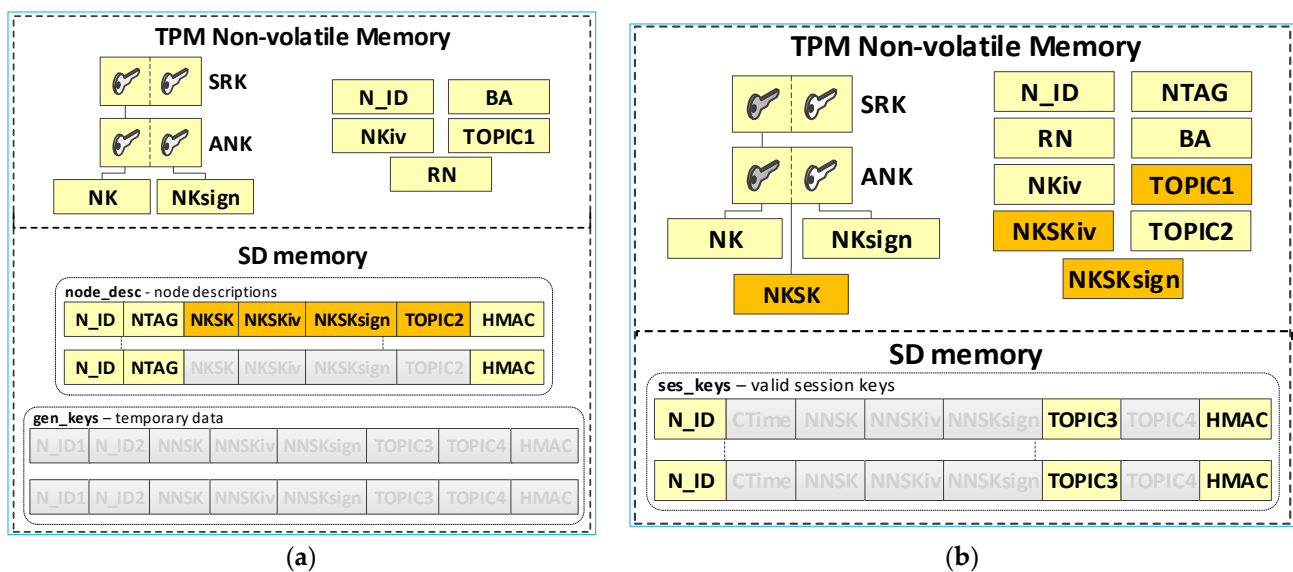 TPM Non-volatile Memory
SRK
N_ID BA
ANK
NKiv TOPIC1
NK NKsign
RN
SD memory
node_desc - node descriptions
N_ID NTAG NKSK NKSKiv NKSKsign TOPIC2 HMAC
N_ID NTAG NKSK NKSKiv NKSKsign TOPIC2 HMAC
gen_keys – temporary data
N_ID1 N_ID2 NNSK NNSKiv NNSKsign TOPIC3 TOPIC4 HMAC
N_ID1 N_ID2 NNSK NNSKiv NNSKsign TOPIC3 TOPIC4 HMAC
(a)
TPM Non-volatile Memory
SRK
N_ID NTAG
RN BA
ANK
NKiv TOPIC1
NK NKsign
NKSKiv TOPIC2
NKSK
NKSKsign
SD memory
ses_keys – valid session keys
N_ID CTime NNSK NNSKiv NNSKsign TOPIC3 TOPIC4 HMAC
N_ID CTime NNSK NNSKiv NNSKsign TOPIC3 TOPIC4 HMAC
(b)